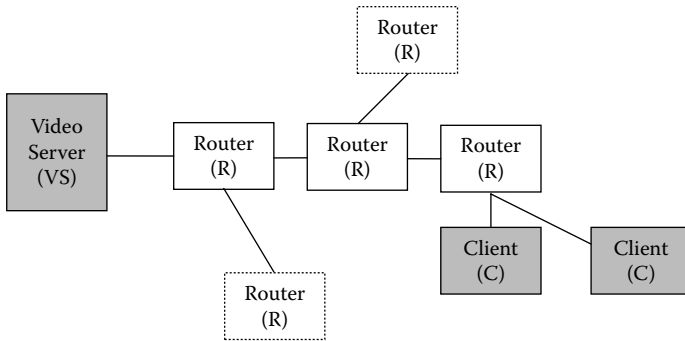 Router
(R)
Video
Server
(VS)
Router
(R)
Router
(R)
Router
(R)
Client
(C)
Client
(C)
Router
(R)